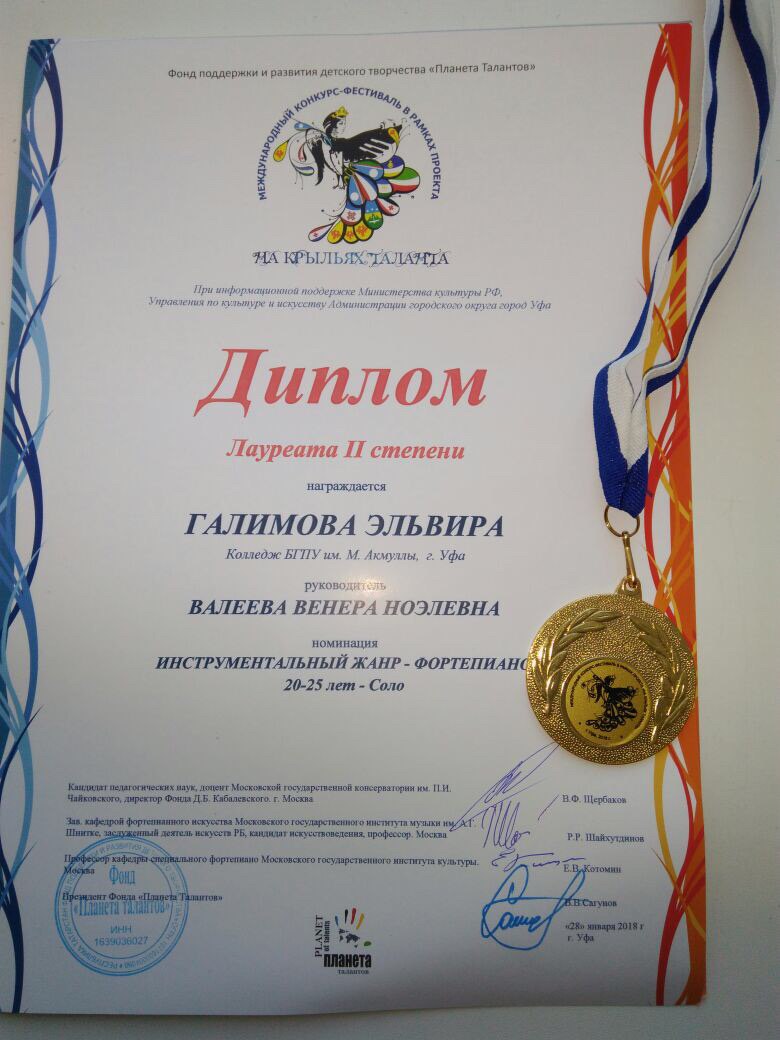 Фонд поддержки и развития детского творчества «Планета Талантов»
МЕЖДУНАРОДНЫЙ КОНКУРС-ФЕСТИВАЛЬ В РАМКАХ ПРОЕКТА
НА КРЫЛЬЯХ ТАЛАНТА
При информационной поддержке Министерства культуры РФ,
Управления по культуре и искусству Администрации городского округа город Уфа
Диплом
Лауреата II степени
награждается
ГАЛИМОВА ЭЛЬВИРА
Колледж БГПУ им. М. Акмуллы, г. Уфа
руководитель
ВАЛЕЕВА ВЕНЕРА НОЭЛЕВНА
номинация
ИНСТРУМЕНТАЛЬНЫЙ ЖАНР - ФОРТЕПИАНО
20-25 лет - Соло
Кандидат педагогических наук, доцент Московской государственной консерватории им. П.И.
Чайковского, директор Фонда Д.Б. Кабалевского. г. Москва
В.Ф. Щербаков
Зав. кафедрой фортепианного искусства Московского государственного института музыки им. А.Г.
Шнитке, заслуженный деятель искусств РБ, кандидат искусствоведения, профессор. Москва
Р.Р. Шайхутдинов
Профессор кафедры специального фортепиано Московского государственного института культуры.
Москва
Е.В. Котомин
Президент Фонда «Планета Талантов»
В.В.Сагунов
«28» января 2018 г
г. Уфа
Фонд
«Планета талантов»
ИНН
1639036027
PLANET
of talents
планета
талантов